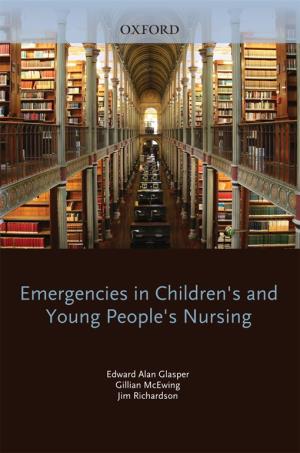 OXFORD
Emergencies in Children's and
Young People's Nursing
Edward Alan Glasper
Gillian McEwing
Jim Richardson